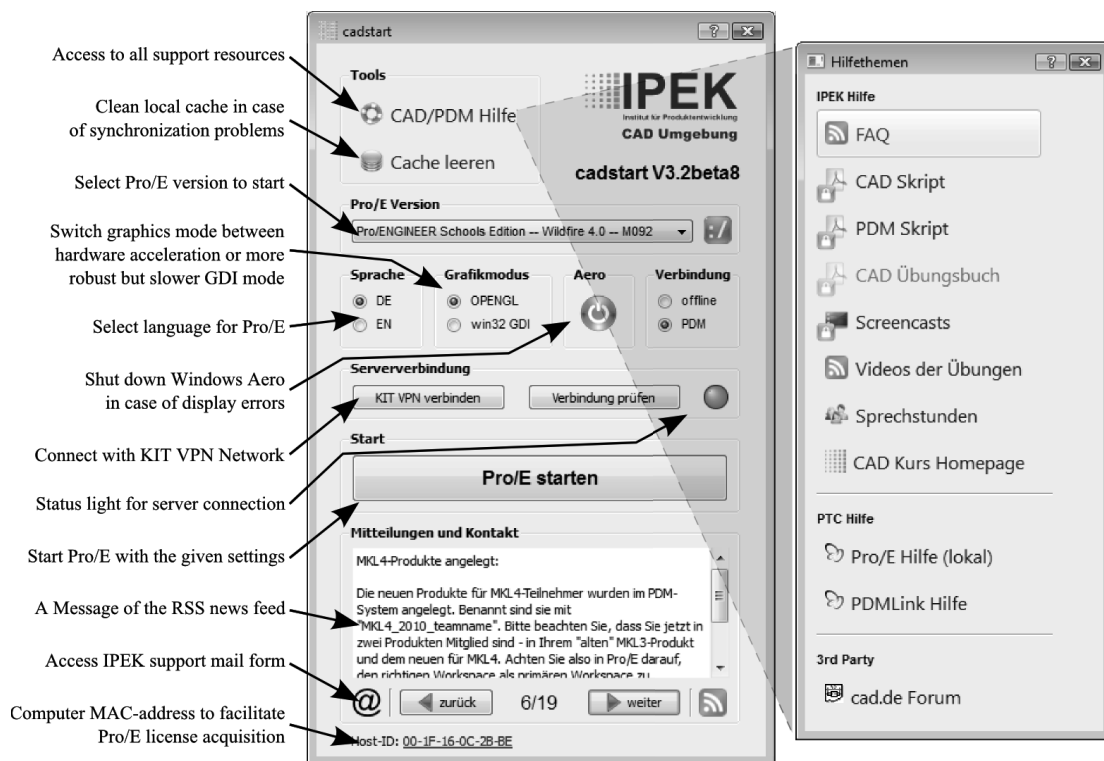 Access to all support resources
Clean local cache in case
of synchronization problems
Select Pro/E version to start
Switch graphics mode between
hardware acceleration or more
robust but slower GDI mode
Select language for Pro/E
Shut down Windows Aero
in case of display errors
Connect with KIT VPN Network
Status light for server connection
Start Pro/E with the given settings
A Message of the RSS news feed
Access IPEK support mail form
Computer MAC-address to facilitate
Pro/E license acquisition
cadstart
Tools
CAD/PDM Hilfe
Cache leeren
IPEK
Institut für Produktentwicklung
CAD Umgebung
cadstart V3.2beta8
Pro/E Version
Pro/ENGINEER Schools Edition -- Wildfire 4.0 -- M092
:/
Sprache
DE
EN
Grafikmodus
OPENGL
win32 GDI
Aero
Verbindung
offline
PDM
Serververbindung
KIT VPN verbinden
Verbindung prüfen
Start
Pro/E starten
Mitteilungen und Kontakt
MKL4-Produkte angelegt:
Die neuen Produkte für MKL4-Teilnehmer wurden im PDM-
System angelegt. Benannt sind sie mit
"MKL4_2010_teamname". Bitte beachten Sie, dass Sie jetzt in
zwei Produkten Mitglied sind - in Ihrem "alten" MKL3-Produkt
und dem neuen für MKL4. Achten Sie also in Pro/E darauf,
den richtigen Workspace als primären Workspace zu
@
zurück
6/19
weiter
Host-ID: 00-1F-16-0C-2B-BE
Hilfethemen
IPEK Hilfe
FAQ
CAD Skript
PDM Skript
CAD Übungsbuch
Screencasts
Videos der Übungen
Sprechstunden
CAD Kurs Homepage
PTC Hilfe
Pro/E Hilfe (lokal)
PDMLink Hilfe
3rd Party
cad.de Forum